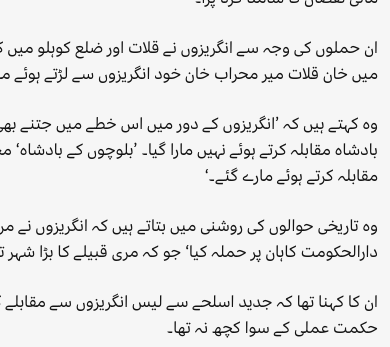 مالی نقصان کا سامنا کرنا پڑا۔
ان حملوں کی وجہ سے انگریزوں نے قلات اور ضلع کوہلو میں
میں خان قلات میر محراب خان خود انگریزوں سے لڑتے ہوئے
وہ کہتے ہیں کہ ’انگریزوں کے دور میں اس خطے میں جتنے بھی
بادشاہ مقابلہ کرتے ہوئے نہیں مارا گیا۔ ’بلوچوں کے بادشاہ‘
مقابلہ کرتے ہوئے مارے گئے۔‘
وہ تاریخی حوالوں کی روشنی میں بتاتے ہیں کہ انگریزوں نے
دارالحکومت کاہان پر حملہ کیا‘ جو کہ مری قبیلے کا بڑا شہر
ان کا کہنا تھا کہ جدید اسلحے سے لیس انگریزوں سے مقابلے
حکمت عملی کے سوا کچھ نہ تھا۔